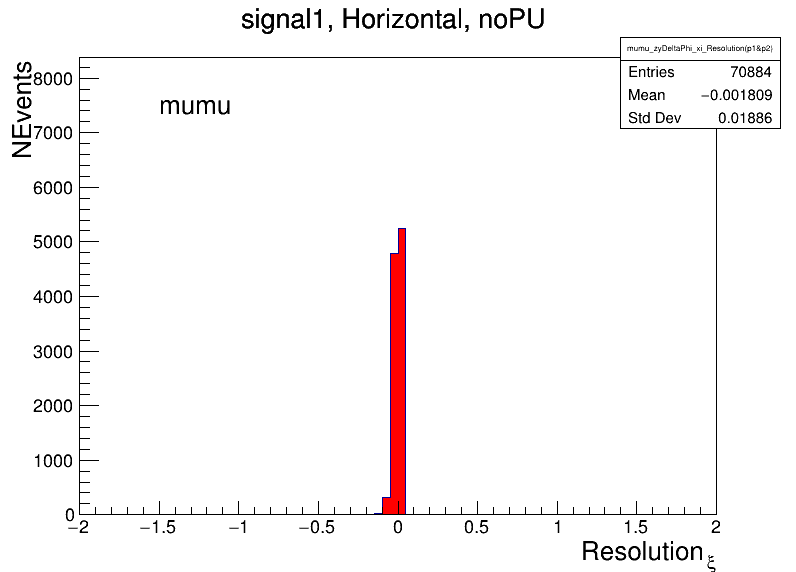 signal1, Horizontal, noPU
mumu_zyDeltaPhi_xi_Resolution(p1&p2)
Entries 70884
Mean −0.001809
Std Dev 0.01886
NEvents
mumu
8000
7000
6000
5000
4000
3000
2000
1000
0
−2 −1.5 −1 −0.5 0 0.5 1 1.5 2
Resolution ξ